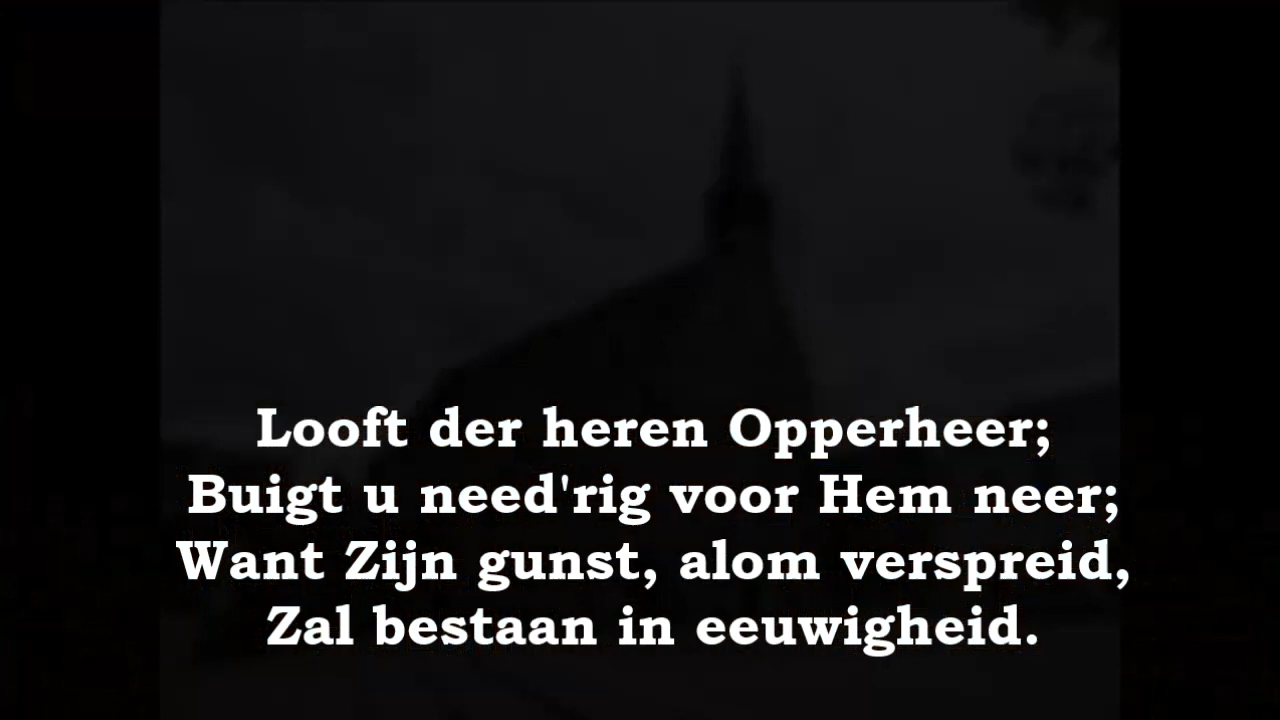 Looft der heren Opperheer;
Buigt u need'rig voor Hem neer;
Want Zijn gunst, alom verspreid,
Zal bestaan in eeuwigheid.